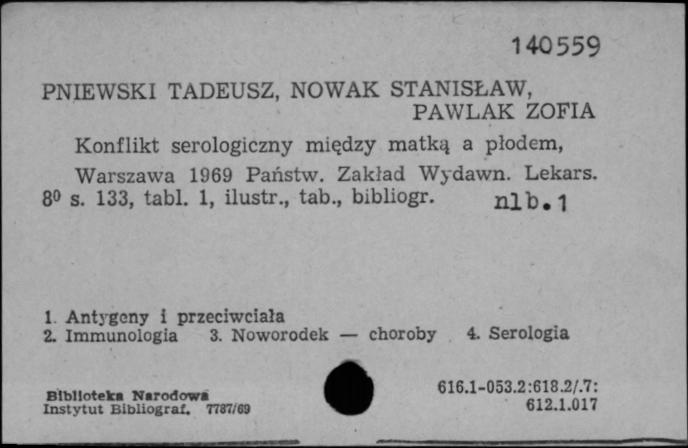 140559
PNIEWSKI TADEUSZ, NOWAK STANISŁAW,
PAWLAK ZOFIA
Konflikt serologiczny między matką a płodem,
Warszawa 1969 Państw. Zakład Wydawn. Lekars.
8⁰ s. 133, tabl. 1, ilustr., tab., bibliogr. nlb.1
1. Antygeny i przeciwciała
2. Immunologia 3. Noworodek — choroby 4. Serologia
Biblioteka Narodowa
Instytut Bibliograf. 7787/69
616.1-053.2:618.2/.7:
612.1.017